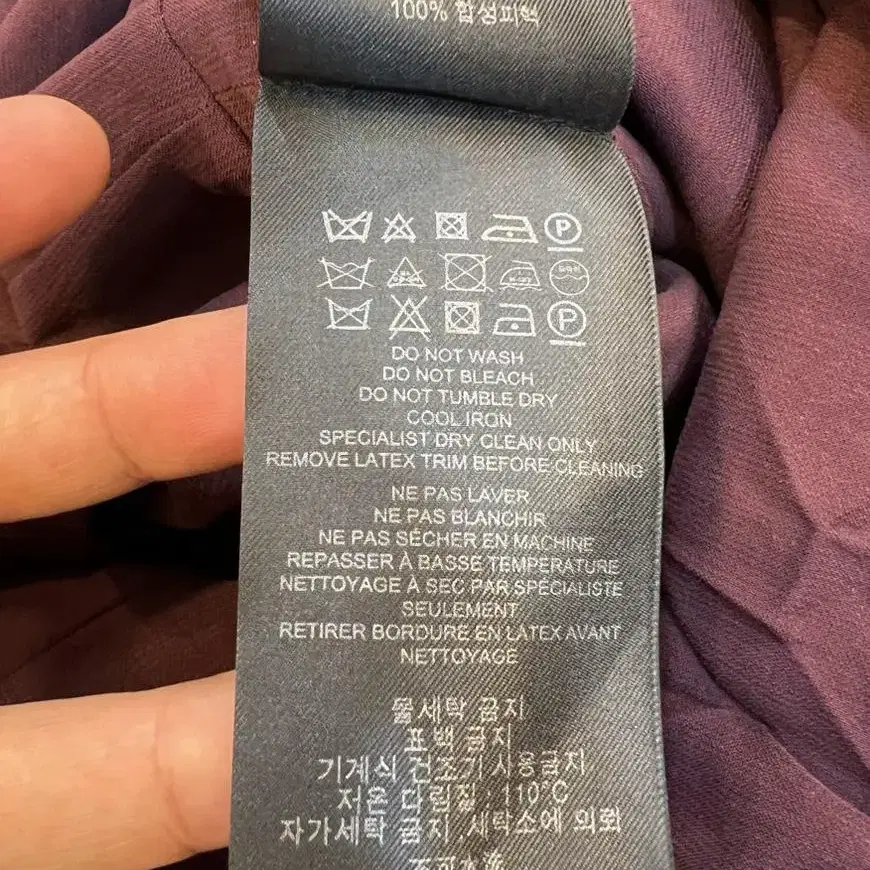 100% 합성피혁
P
P
DO NOT WASH
DO NOT BLEACH
DO NOT TUMBLE DRY
COOL IRON
SPECIALIST DRY CLEAN ONLY
REMOVE LATEX TRIM BEFORE CLEANING
NE PAS LAVER
NE PAS BLANCHIR
NE PAS SÉCHER EN MACHINE
REPASSER À BASSE TEMPÉRATURE
NETTOYAGE À SEC PAR SPÉCIALISTE
SEULEMENT
RETIRER BORDURE EN LATEX AVANT
NETTOYAGE
물세탁 금지
표백 금지
기계식 건조기 사용금지
저온 다림질 : 110°C
자가세탁 금지 세탁소에 의뢰